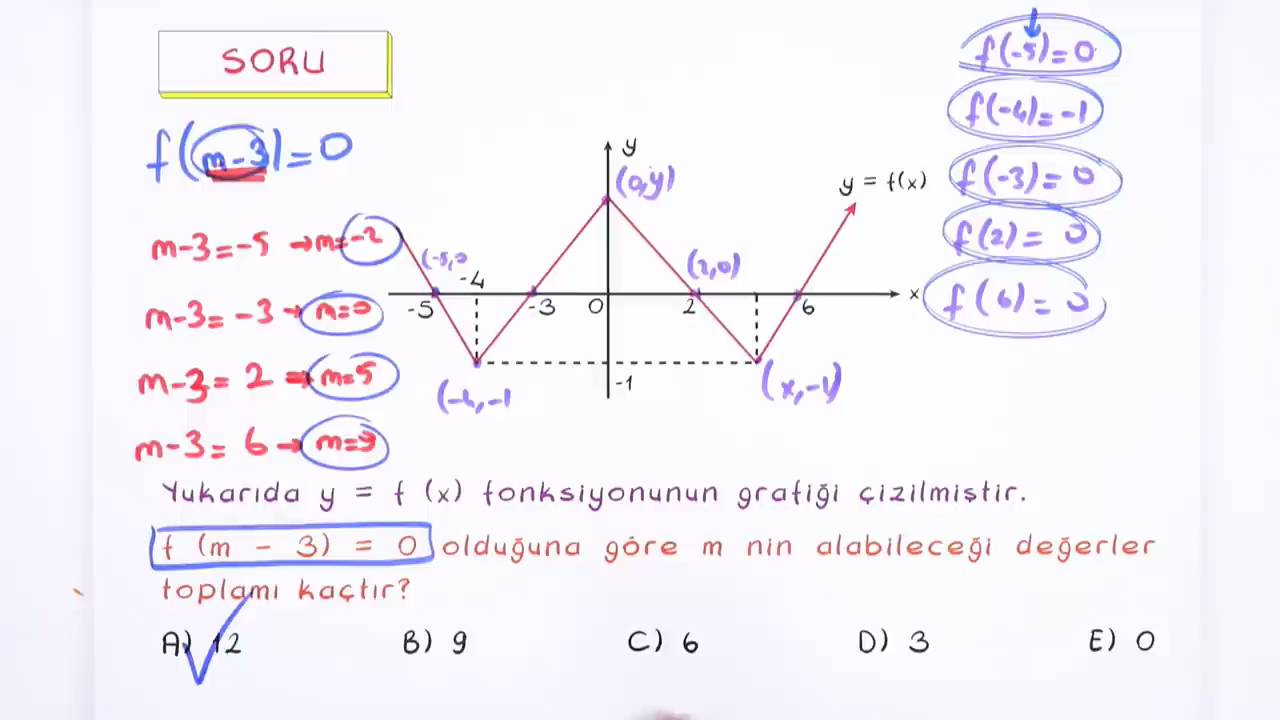 SORU
f(m-3)=0
m-3=-5 → m=-2
m-3=-3 → m=0
m-3=2 → m=5
m-3=6 → m=9
f(-5)=0
f(-4)=-1
f(-3)=0
f(2)=0
f(6)=0
y
(0,y)
y = f(x)
(-5,0
-4
(2,0)
-5
-3
0
2
6
x
-1
(-4,-1
(x,-1)
Yukarıda y = f (x) fonksiyonunun grafiği çizilmiştir.
f (m - 3) = 0 olduğuna göre m nin alabileceği değerler
toplamı kaçtır?
A) 12 B) 9 C) 6 D) 3 E) 0